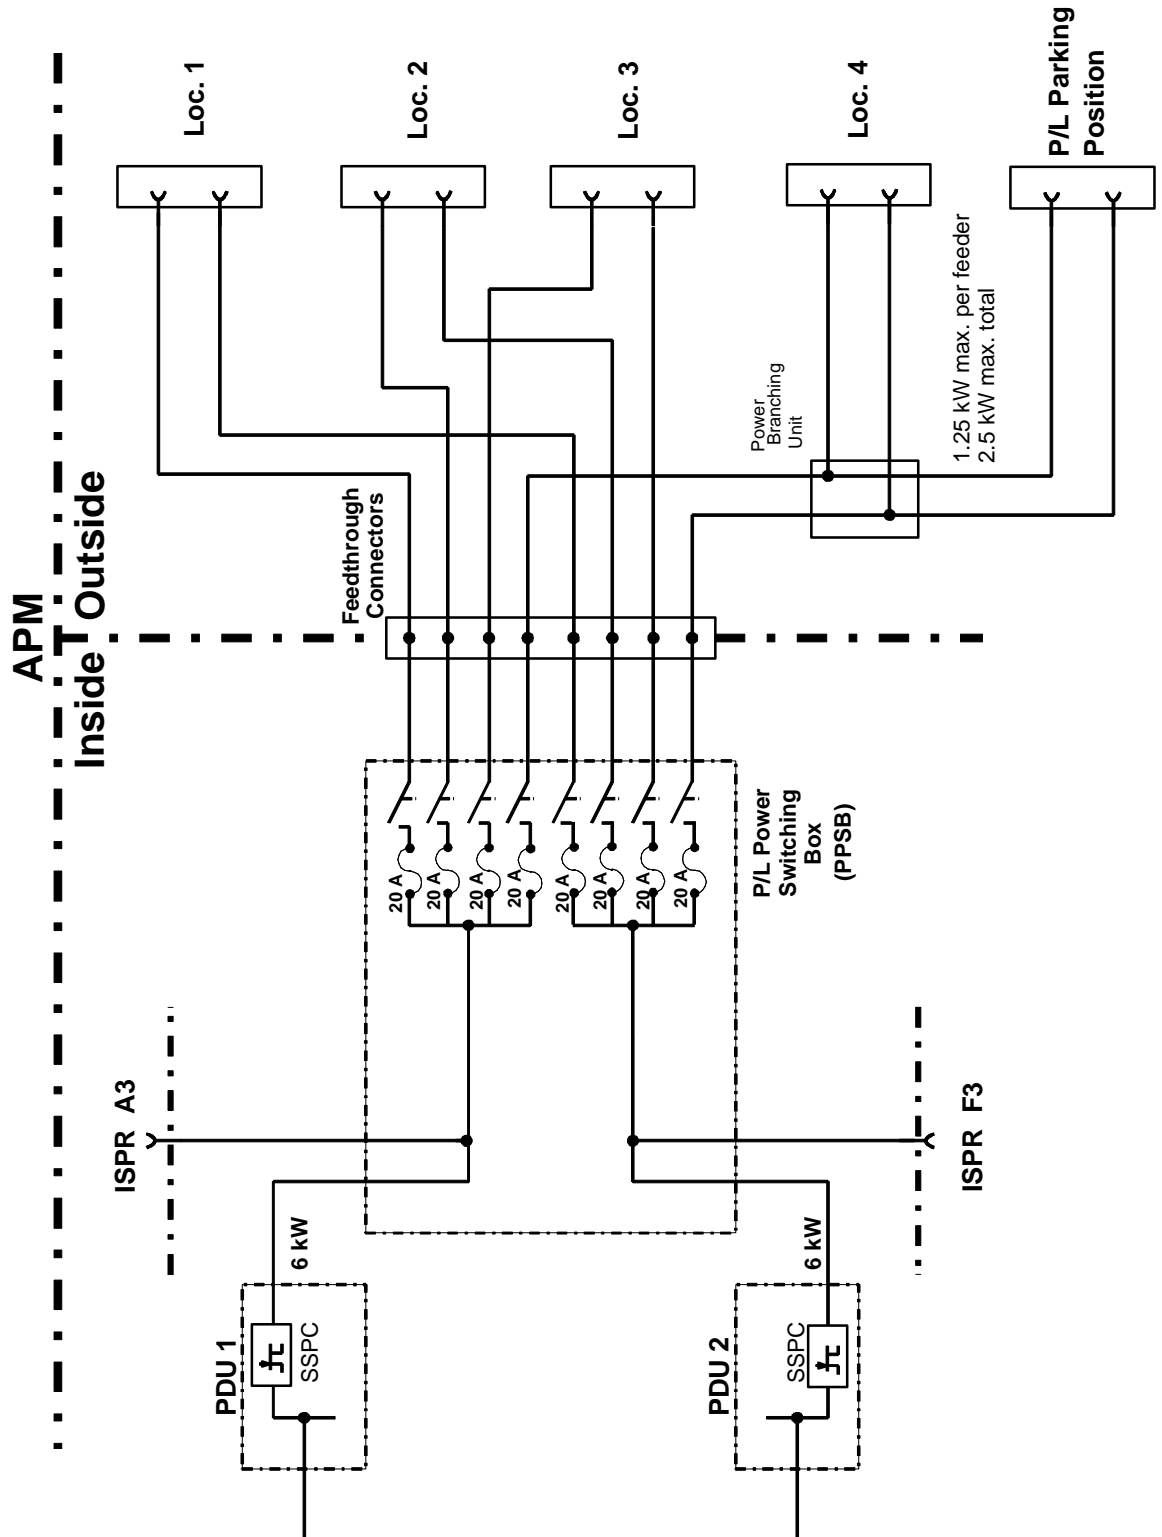 APM
Inside Outside
Loc. 1
Loc. 2
Loc. 3
Loc. 4
P/L Parking
Position
1.25 kW max. per feeder
2.5 kW max. total
Power
Branching
Unit
Feedthrough
Connectors
20 A
20 A
20 A
20 A
20 A
20 A
20 A
20 A
P/L Power
Switching
Box
(PPSB)
ISPR A3
ISPR F3
6 kW
6 kW
PDU 1
SSPC
PDU 2
SSPC